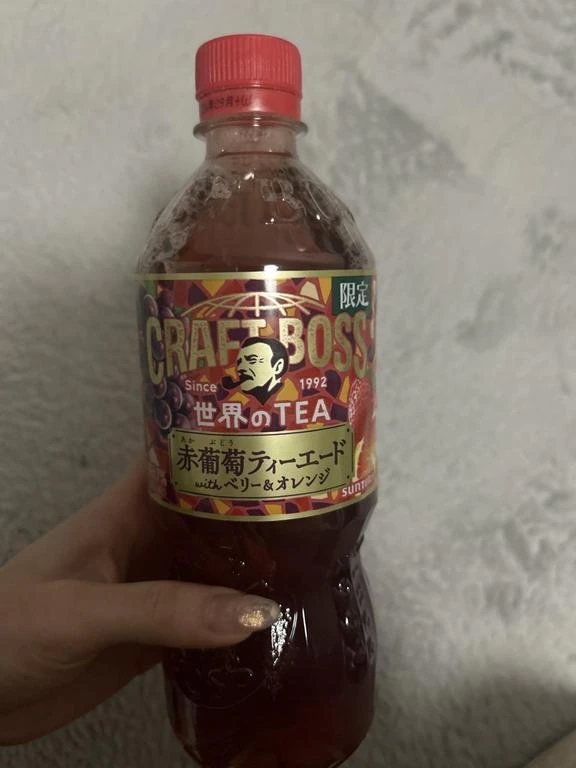 限定
CRAFT BOSS
Since 1992
世界のTEA
あか ぶどう
赤葡萄ティーエード
with ベリー&オレンジ